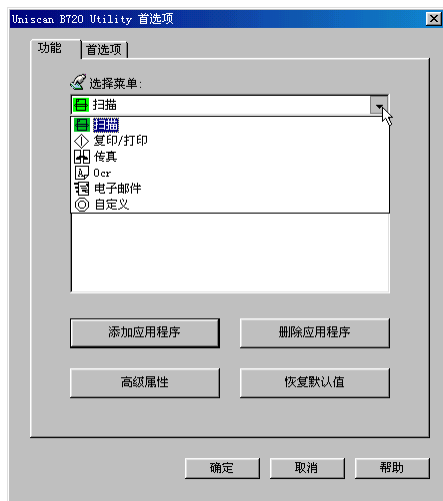 Uniscan B720 Utility 首选项
功能 首选项
选择菜单:
扫描
扫描
复印/打印
传真
Ocr
电子邮件
自定义
添加应用程序 删除应用程序
高级属性 恢复默认值
确定 取消 帮助